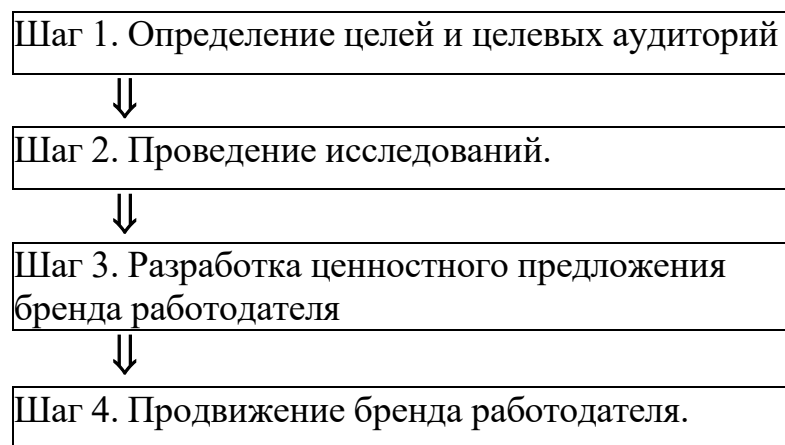 Шаг 1. Определение целей и целевых аудиторий
⇓
Шаг 2. Проведение исследований.
⇓
Шаг 3. Разработка ценностного предложения
бренда работодателя
⇓
Шаг 4. Продвижение бренда работодателя.